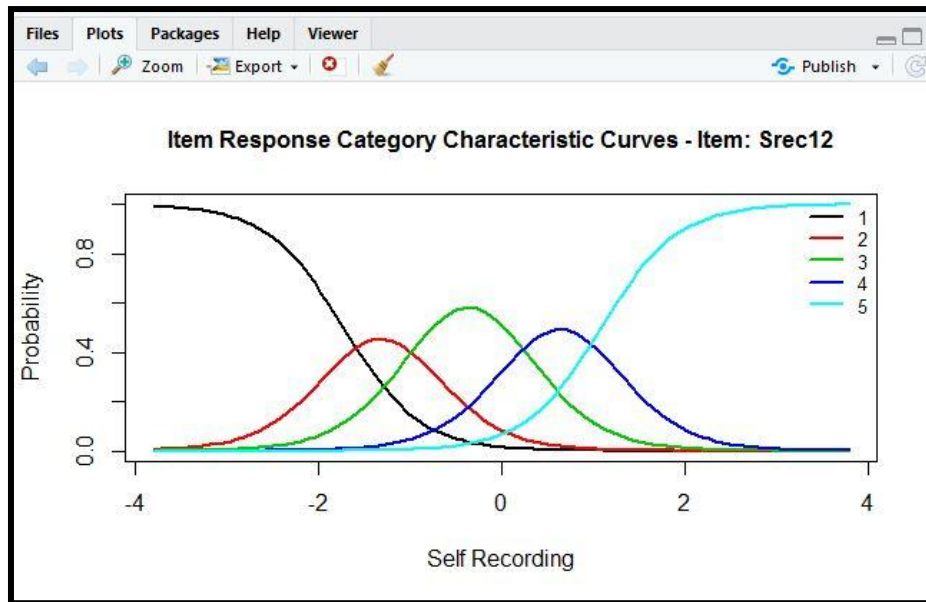 Files Plots Packages Help Viewer
Zoom Export Publish
Item Response Category Characteristic Curves - Item: Srec12
Probability
0.0 0.4 0.8
1
2
3
4
5
-4 -2 0 2 4
Self Recording